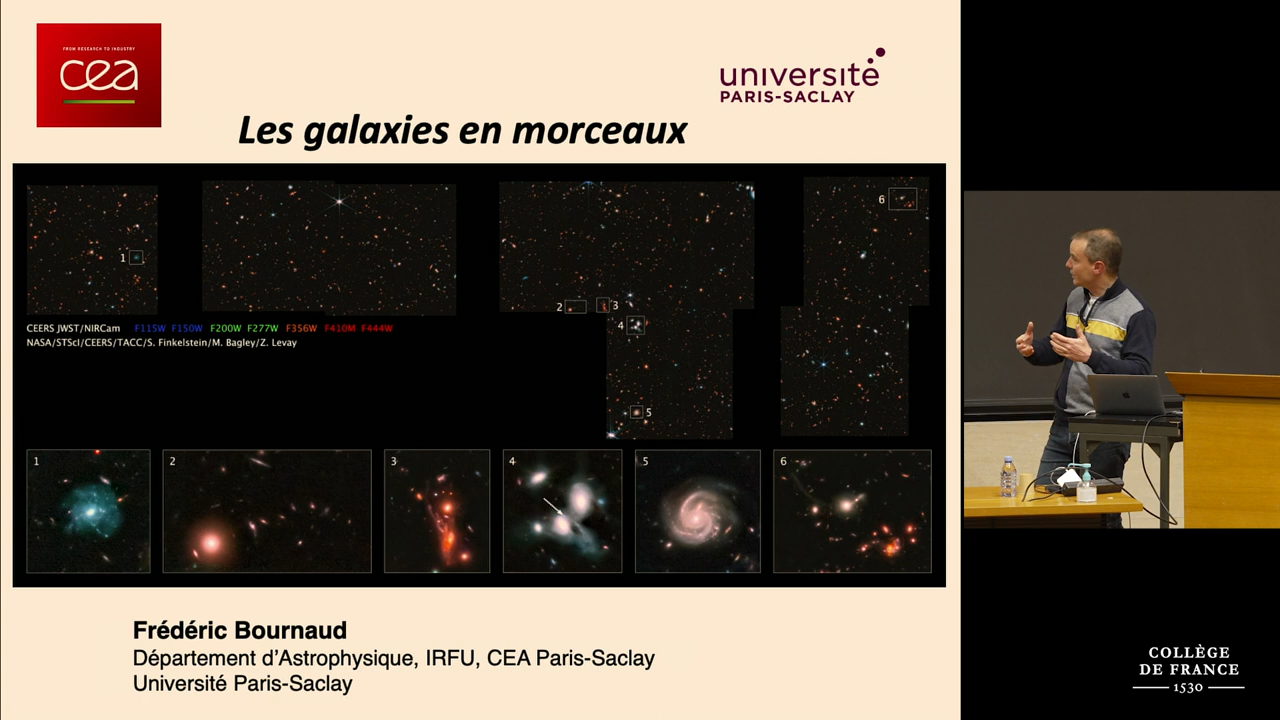 FROM RESEARCH TO INDUSTRY
cea
université
PARIS-SACLAY
Les galaxies en morceaux
1
2
3
4
5
6
CEERS JWST/NIRCam F115W F150W F200W F277W F356W F410M F444W
NASA/STScI/CEERS/TACC/S. Finkelstein/M. Bagley/Z. Levay
1
2
3
4
5
6
Frédéric Bournaud
Département d’Astrophysique, IRFU, CEA Paris-Saclay
Université Paris-Saclay
COLLÈGE
DE FRANCE
1530